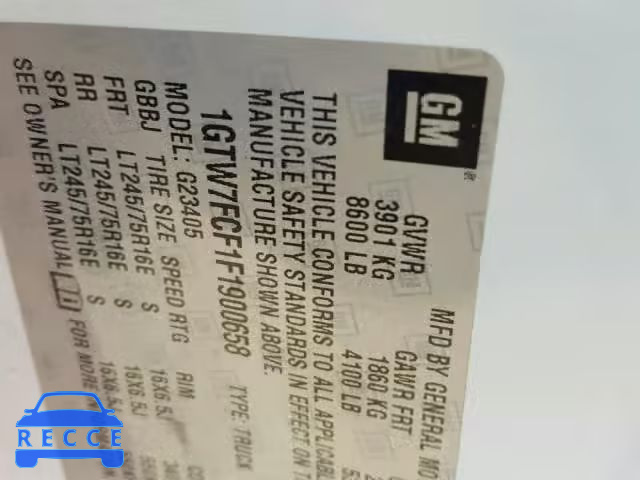 GM
®
MFD BY GENERAL MO
GVWR GAWR FRT
3901 KG 1860 KG
8600 LB 4100 LB
THIS VEHICLE CONFORMS TO ALL APPLICABLE
VEHICLE SAFETY STANDARDS IN EFFECT ON T
MANUFACTURE SHOWN ABOVE.
1GTW7FCF1F1900658 TYPE: TRUCK
MODEL: G23405
GBBJ TIRE SIZE SPEED RTG RIM
FRT LT245/75R16E S 16X6.5J
RR LT245/75R16E S 16X6.5J
SPA LT245/75R16E S 16X6.5J
SEE OWNER'S MANUAL FOR MORE
RECCE